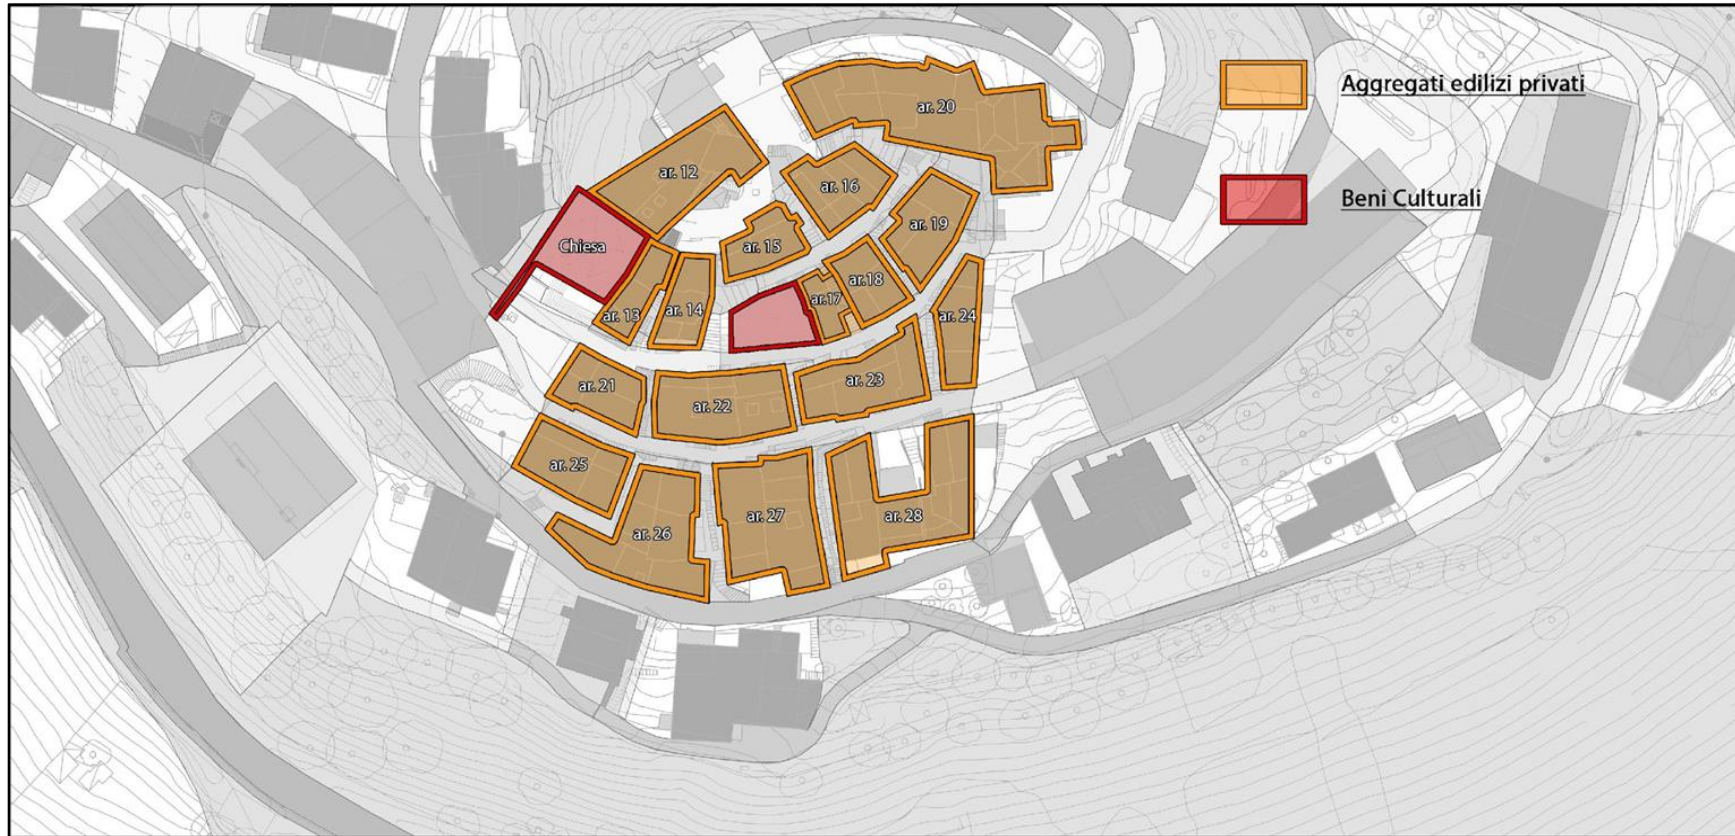 Aggregati edilizi privati
Beni Culturali
ar. 20
ar. 12
ar. 16
ar. 19
ar. 15
Chiesa
ar. 18
ar.17
ar. 13
ar. 14
ar. 24
ar. 21
ar. 22
ar. 23
ar. 25
ar. 26
ar. 27
ar. 28